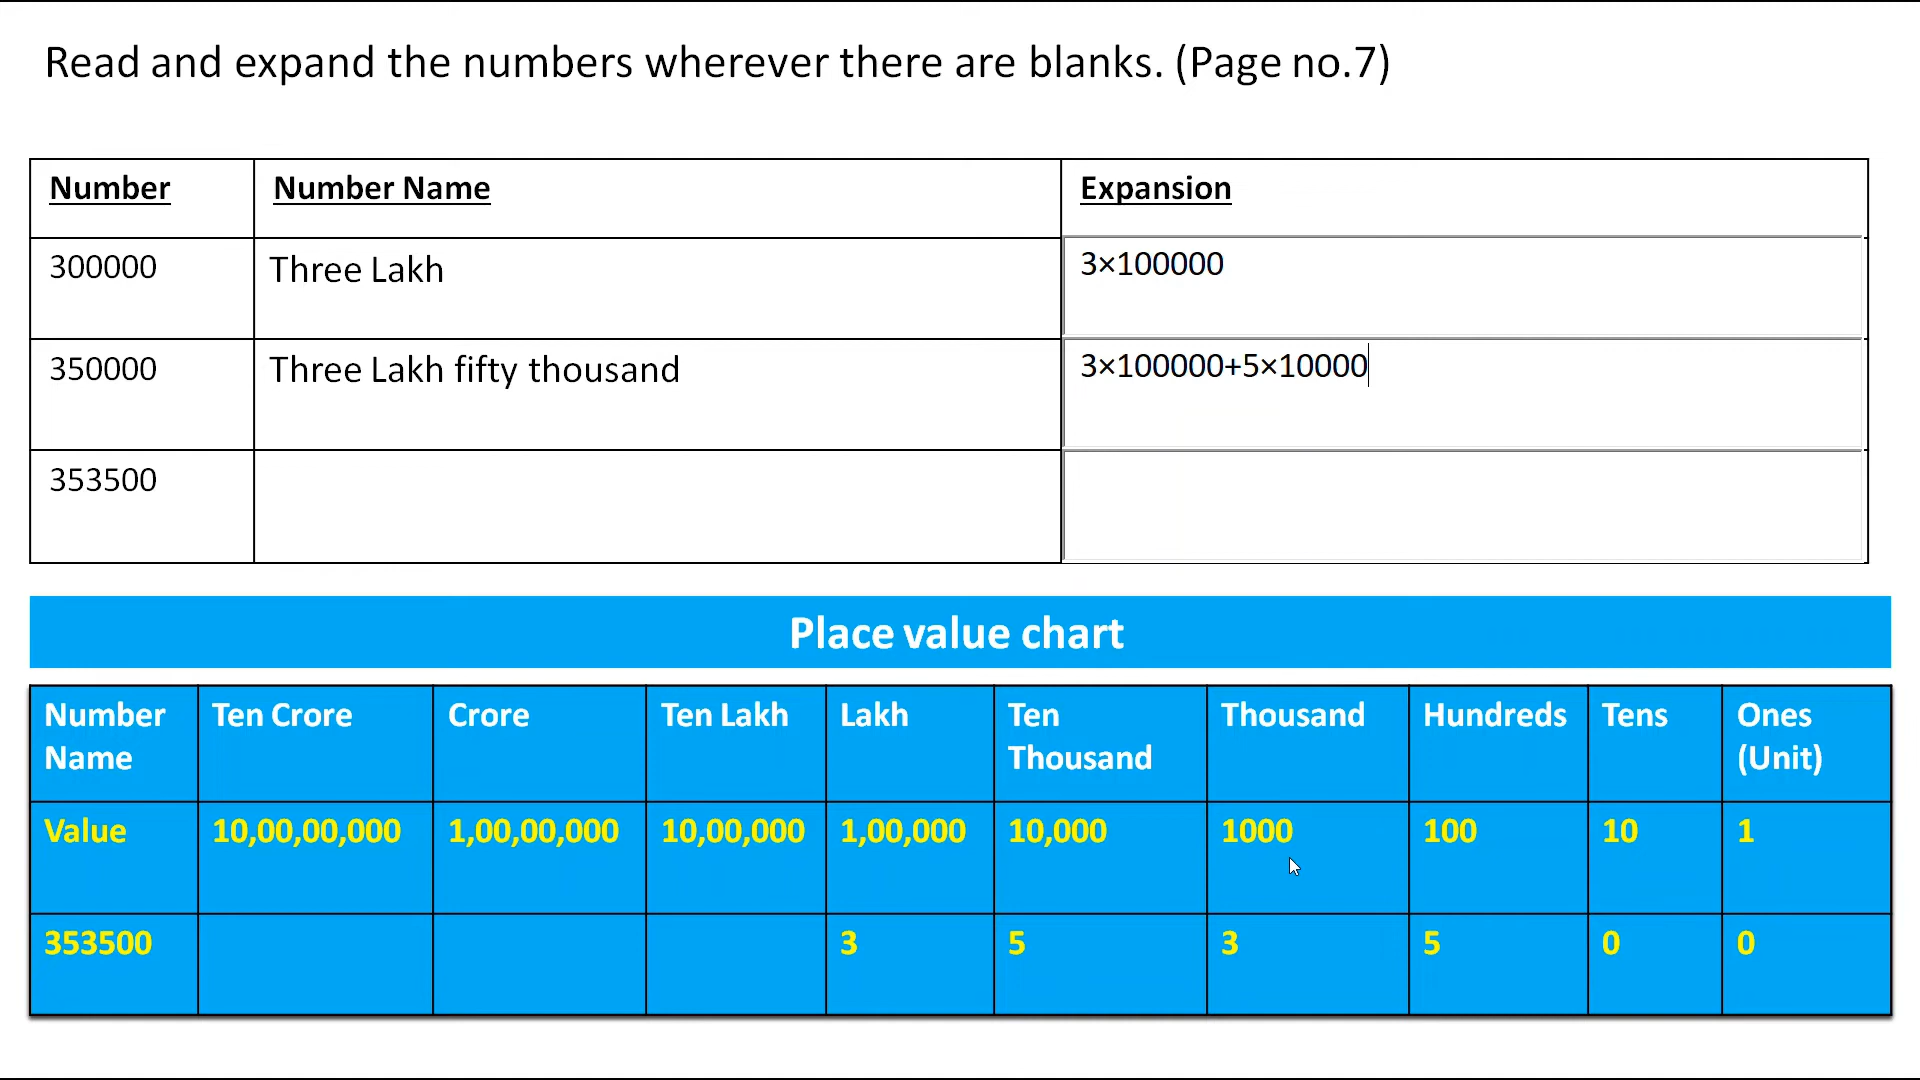 Read and expand the numbers wherever there are blanks. (Page no.7)
Number Number Name Expansion
300000 Three Lakh 3×100000
350000 Three Lakh fifty thousand 3×100000+5×10000
353500
Place value chart
Number Name Ten Crore Crore Ten Lakh Lakh Ten Thousand Thousand Hundreds Tens Ones (Unit)
Value 10,00,00,000 1,00,00,000 10,00,000 1,00,000 10,000 1000 100 10 1
353500 3 5 3 5 0 0